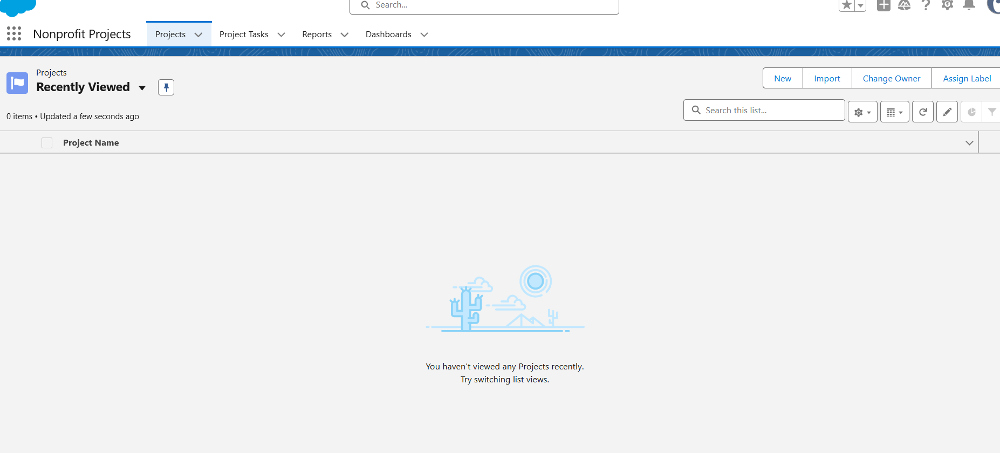 Search...
Nonprofit Projects
Projects
Project Tasks
Reports
Dashboards
Projects
Recently Viewed
New
Import
Change Owner
Assign Label
0 items • Updated a few seconds ago
Search this list...
Project Name
You haven't viewed any Projects recently.
Try switching list views.